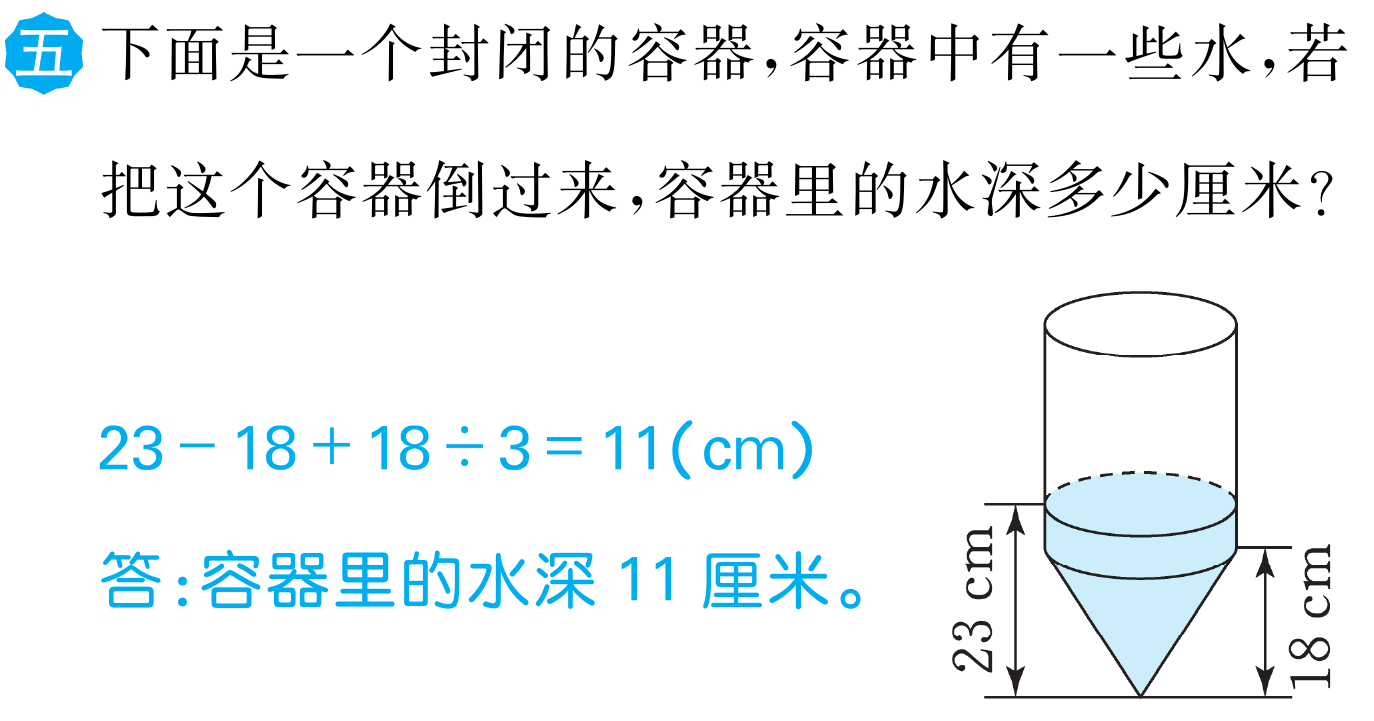 五 下面是一个封闭的容器,容器中有一些水,若
把这个容器倒过来,容器里的水深多少厘米?
23-18+18÷3=11(cm)
答:容器里的水深 11 厘米。
23 cm
18 cm